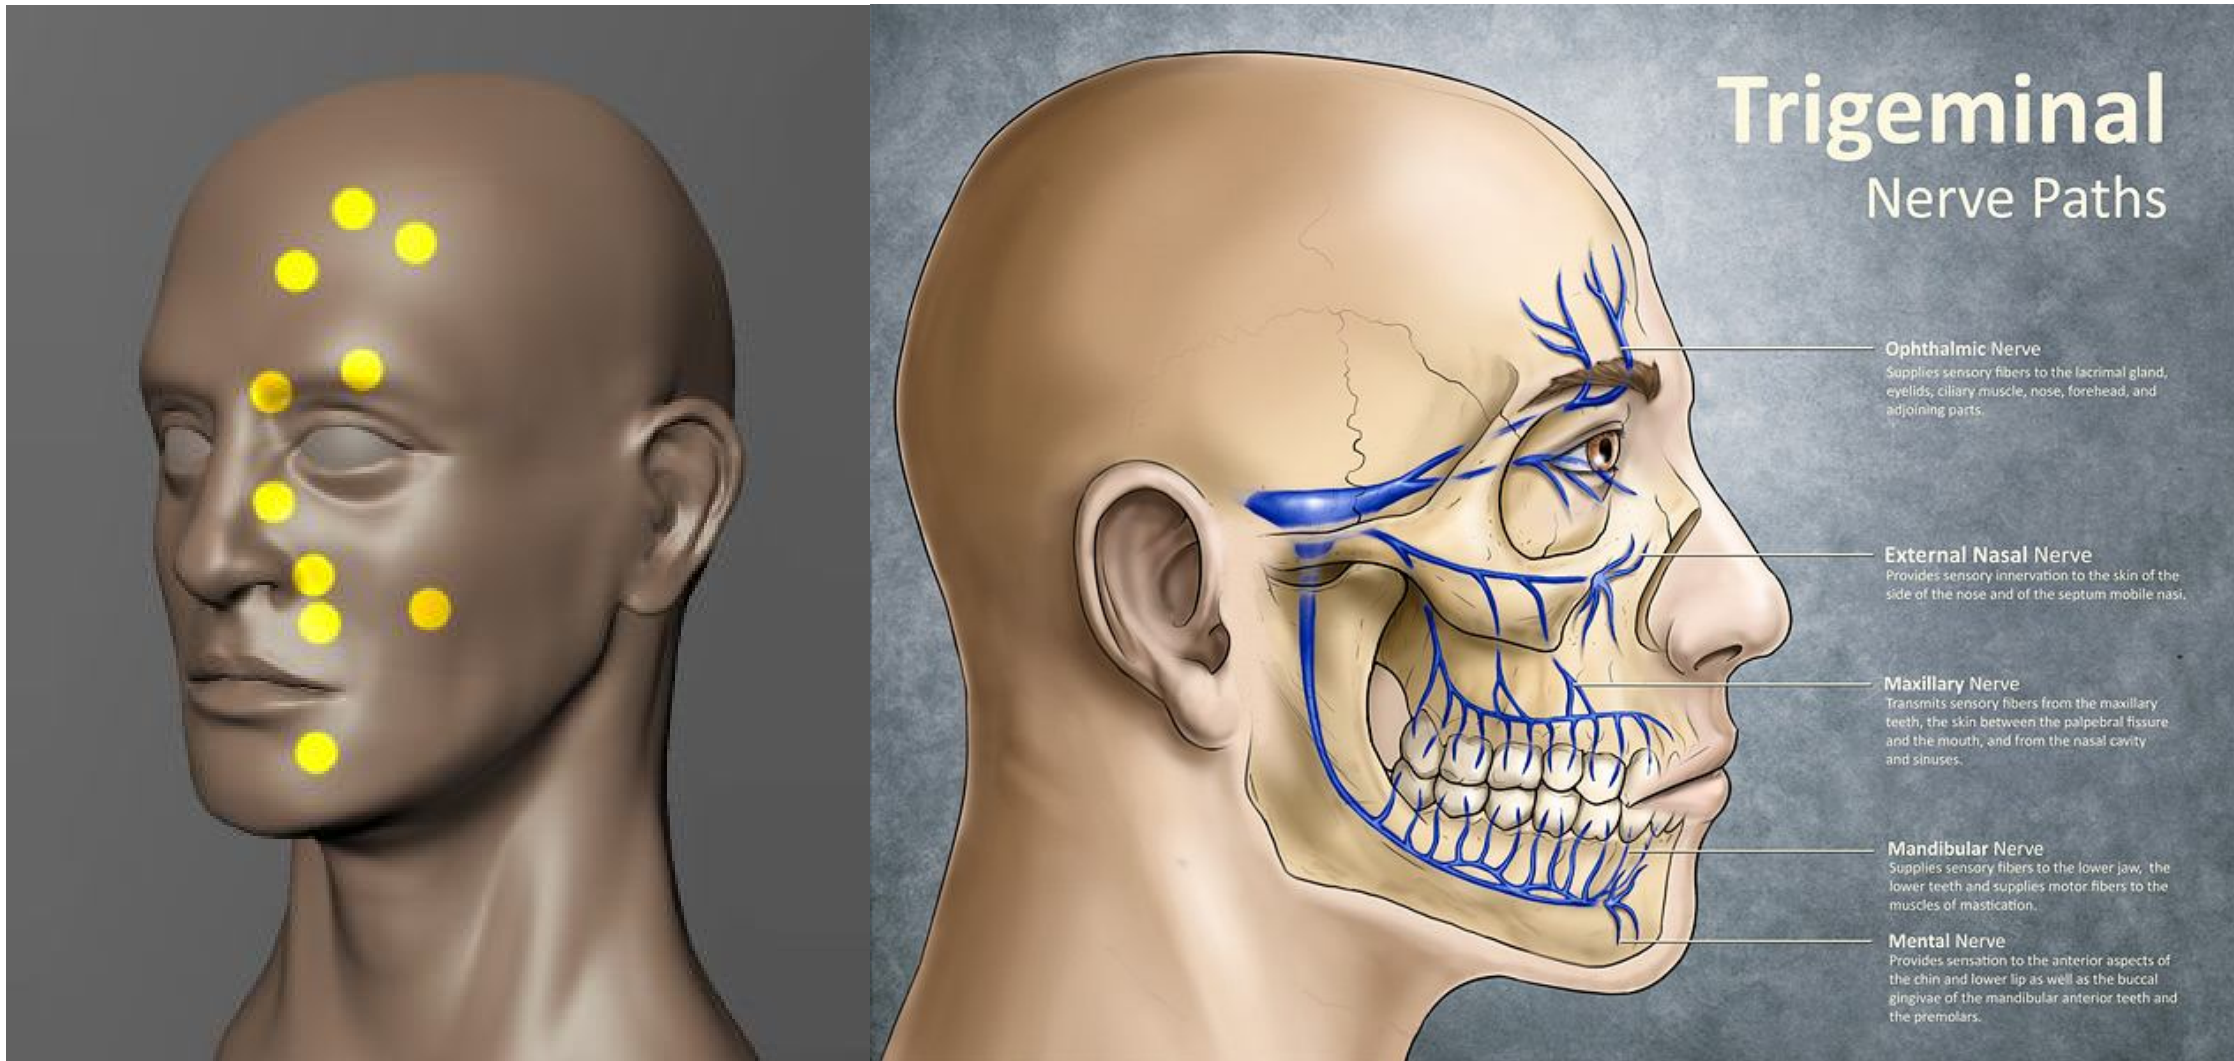 Trigeminal
Nerve Paths
Ophthalmic Nerve
Supplies sensory fibers to the lacrimal gland,
eyelids, ciliary muscle, nose, forehead, and
adjoining parts.
External Nasal Nerve
Provides sensory innervation to the skin of the
side of the nose and of the septum mobile nasi.
Maxillary Nerve
Transmits sensory fibers from the maxillary
teeth, the skin between the palpebral fissure
and the mouth, and from the nasal cavity
and sinuses.
Mandibular Nerve
Supplies sensory fibers to the lower jaw, the
lower teeth and supplies motor fibers to the
muscles of mastication.
Mental Nerve
Provides sensation to the anterior aspects of
the chin and lower lip as well as the buccal
gingivae of the mandibular anterior teeth and
the premolars.